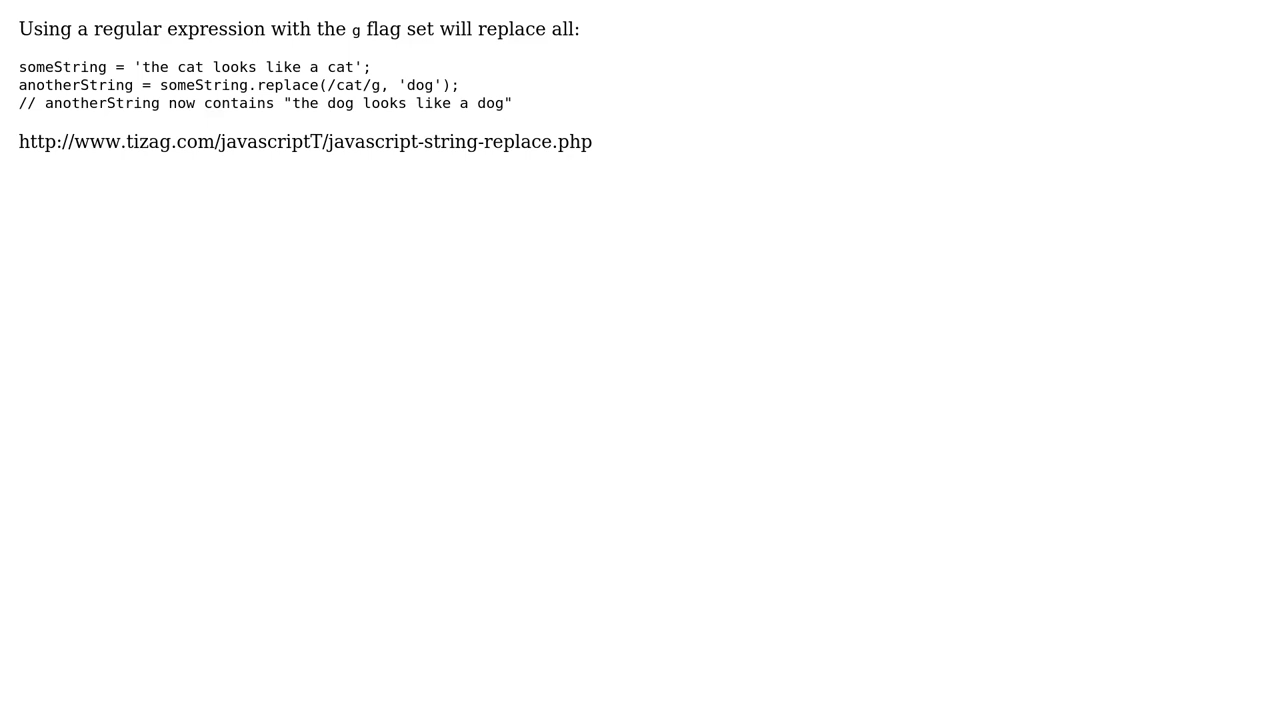 Using a regular expression with the g flag set will replace all:
someString = 'the cat looks like a cat';
anotherString = someString.replace(/cat/g, 'dog');
// anotherString now contains "the dog looks like a dog"
http://www.tizag.com/javascriptT/javascript-string-replace.php